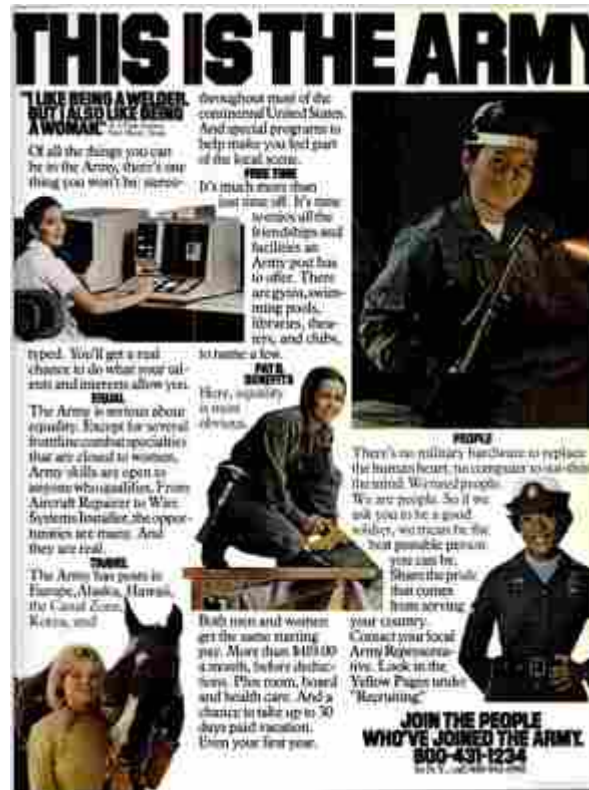 THIS IS THE ARMY
"I LIKE BEING A WELDER,
BUT I ALSO LIKE BEING
A WOMAN."
Of all the things you can
be in the Army, there's one
thing you won't be: stereo-
typed. You'll get a real
chance to do what your tal-
ents and interests allow you.
EQUAL
The Army is serious about
equality. Except for several
frontline combat specialties
that are closed to women,
Army skills are open to
anyone who qualifies. From
Aircraft Repairer to Wire
Systems Installer, the oppor-
tunities are many. And
they are real.
TRAVEL
The Army has posts in
Europe, Alaska, Hawaii,
the Canal Zone,
Korea, and
throughout most of the
continental United States.
And special programs to
help make you feel part
of the local scene.
FREE TIME
It's much more than
just time off. It's time
to enjoy all the
friendships and
facilities an
Army post has
to offer. There
are gyms, swim-
ming pools,
libraries, thea-
ters, and clubs,
to name a few.
PAY &
BENEFITS
Here, equality
is most
obvious.
Both men and women
get the same starting
pay. More than
a month, before deduc-
tions. Plus room, board
and health care. And a
chance to take up to 30
days paid vacation.
Even your first year.
PEOPLE
There's no military hardware to replace
the human heart, no computer to out-think
the mind. We need people.
We are people. So if we
ask you to be a good
soldier, we mean be the
best possible person
you can be.
Share the pride
that comes
from serving
your country.
Contact your local
Army Representa-
tive. Look in the
Yellow Pages under
"Recruiting."
JOIN THE PEOPLE
WHO'VE JOINED THE ARMY.
800-431-1234